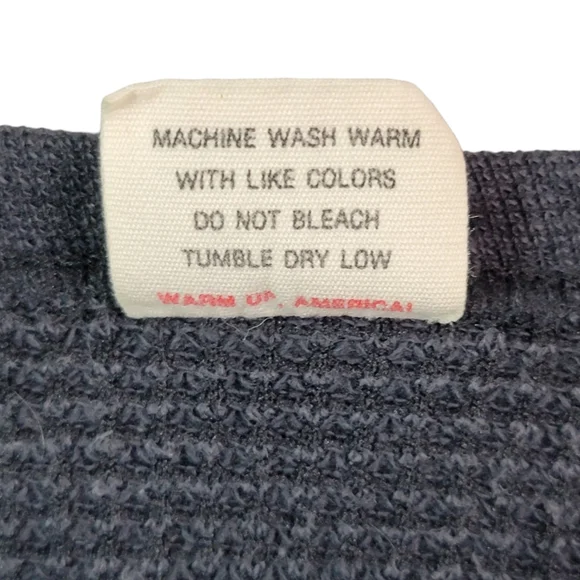 MACHINE WASH WARM
WITH LIKE COLORS
DO NOT BLEACH
TUMBLE DRY LOW
WARM UP, AMERICA!